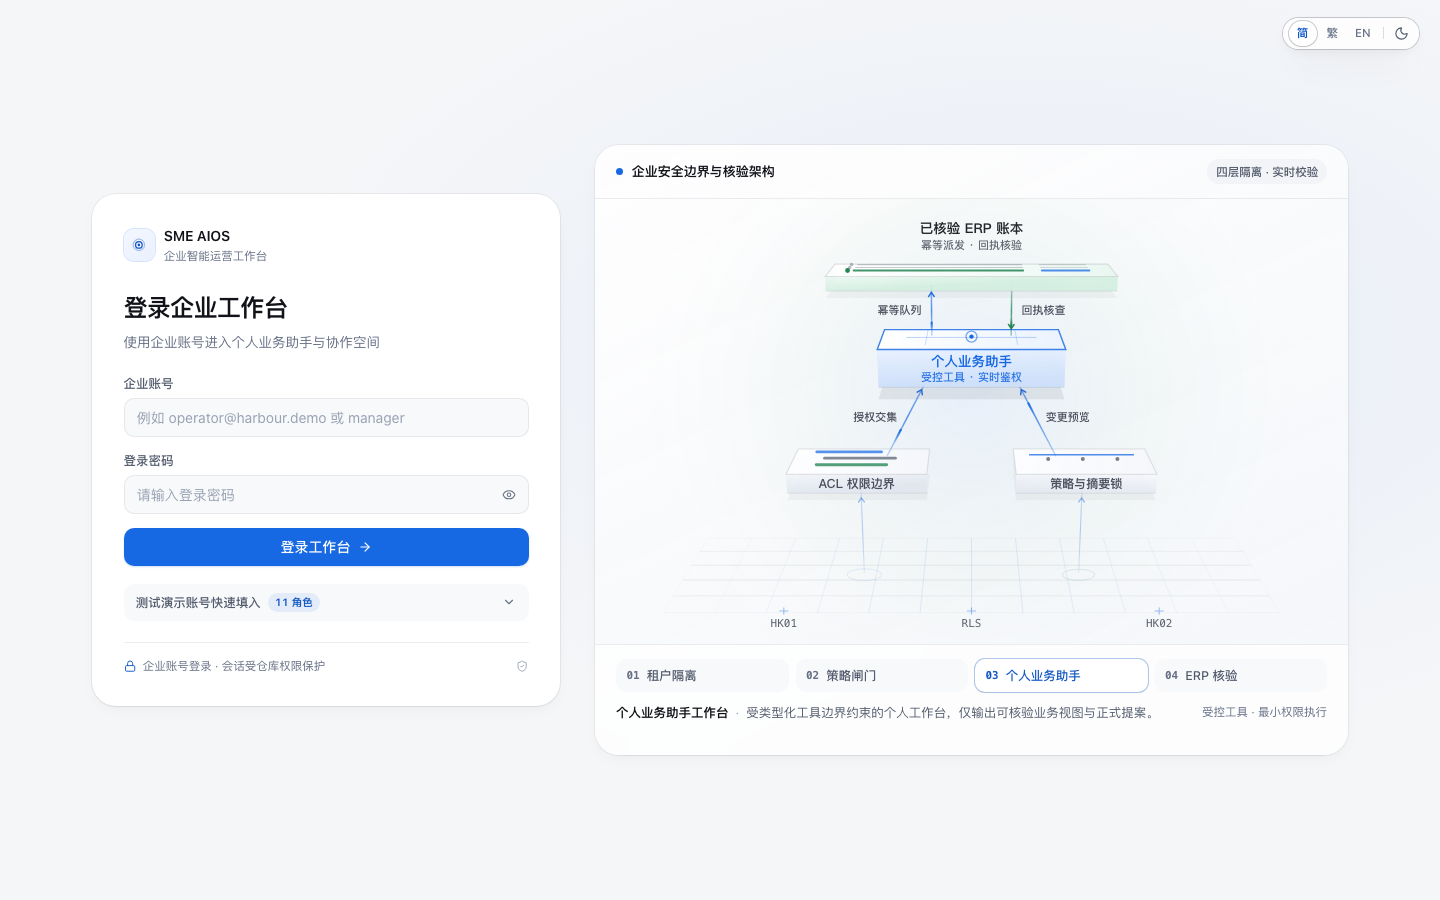 简 繁 EN
SME AIOS
企业智能运营工作台
登录企业工作台
使用企业账号进入个人业务助手与协作空间
企业账号
例如 operator@harbour.demo 或 manager
登录密码
请输入登录密码
登录工作台
测试演示账号快速填入 11 角色
企业账号登录 · 会话受仓库权限保护
企业安全边界与核验架构
四层隔离 · 实时校验
已核验 ERP 账本
幂等派发 · 回执核验
幂等队列
回执核查
个人业务助手
受控工具 · 实时鉴权
授权交集
变更预览
ACL 权限边界
策略与摘要锁
HK01
RLS
HK02
01 租户隔离
02 策略闸门
03 个人业务助手
04 ERP 核验
个人业务助手工作台 · 受类型化工具边界约束的个人工作台，仅输出可核验业务视图与正式提案。
受控工具 · 最小权限执行